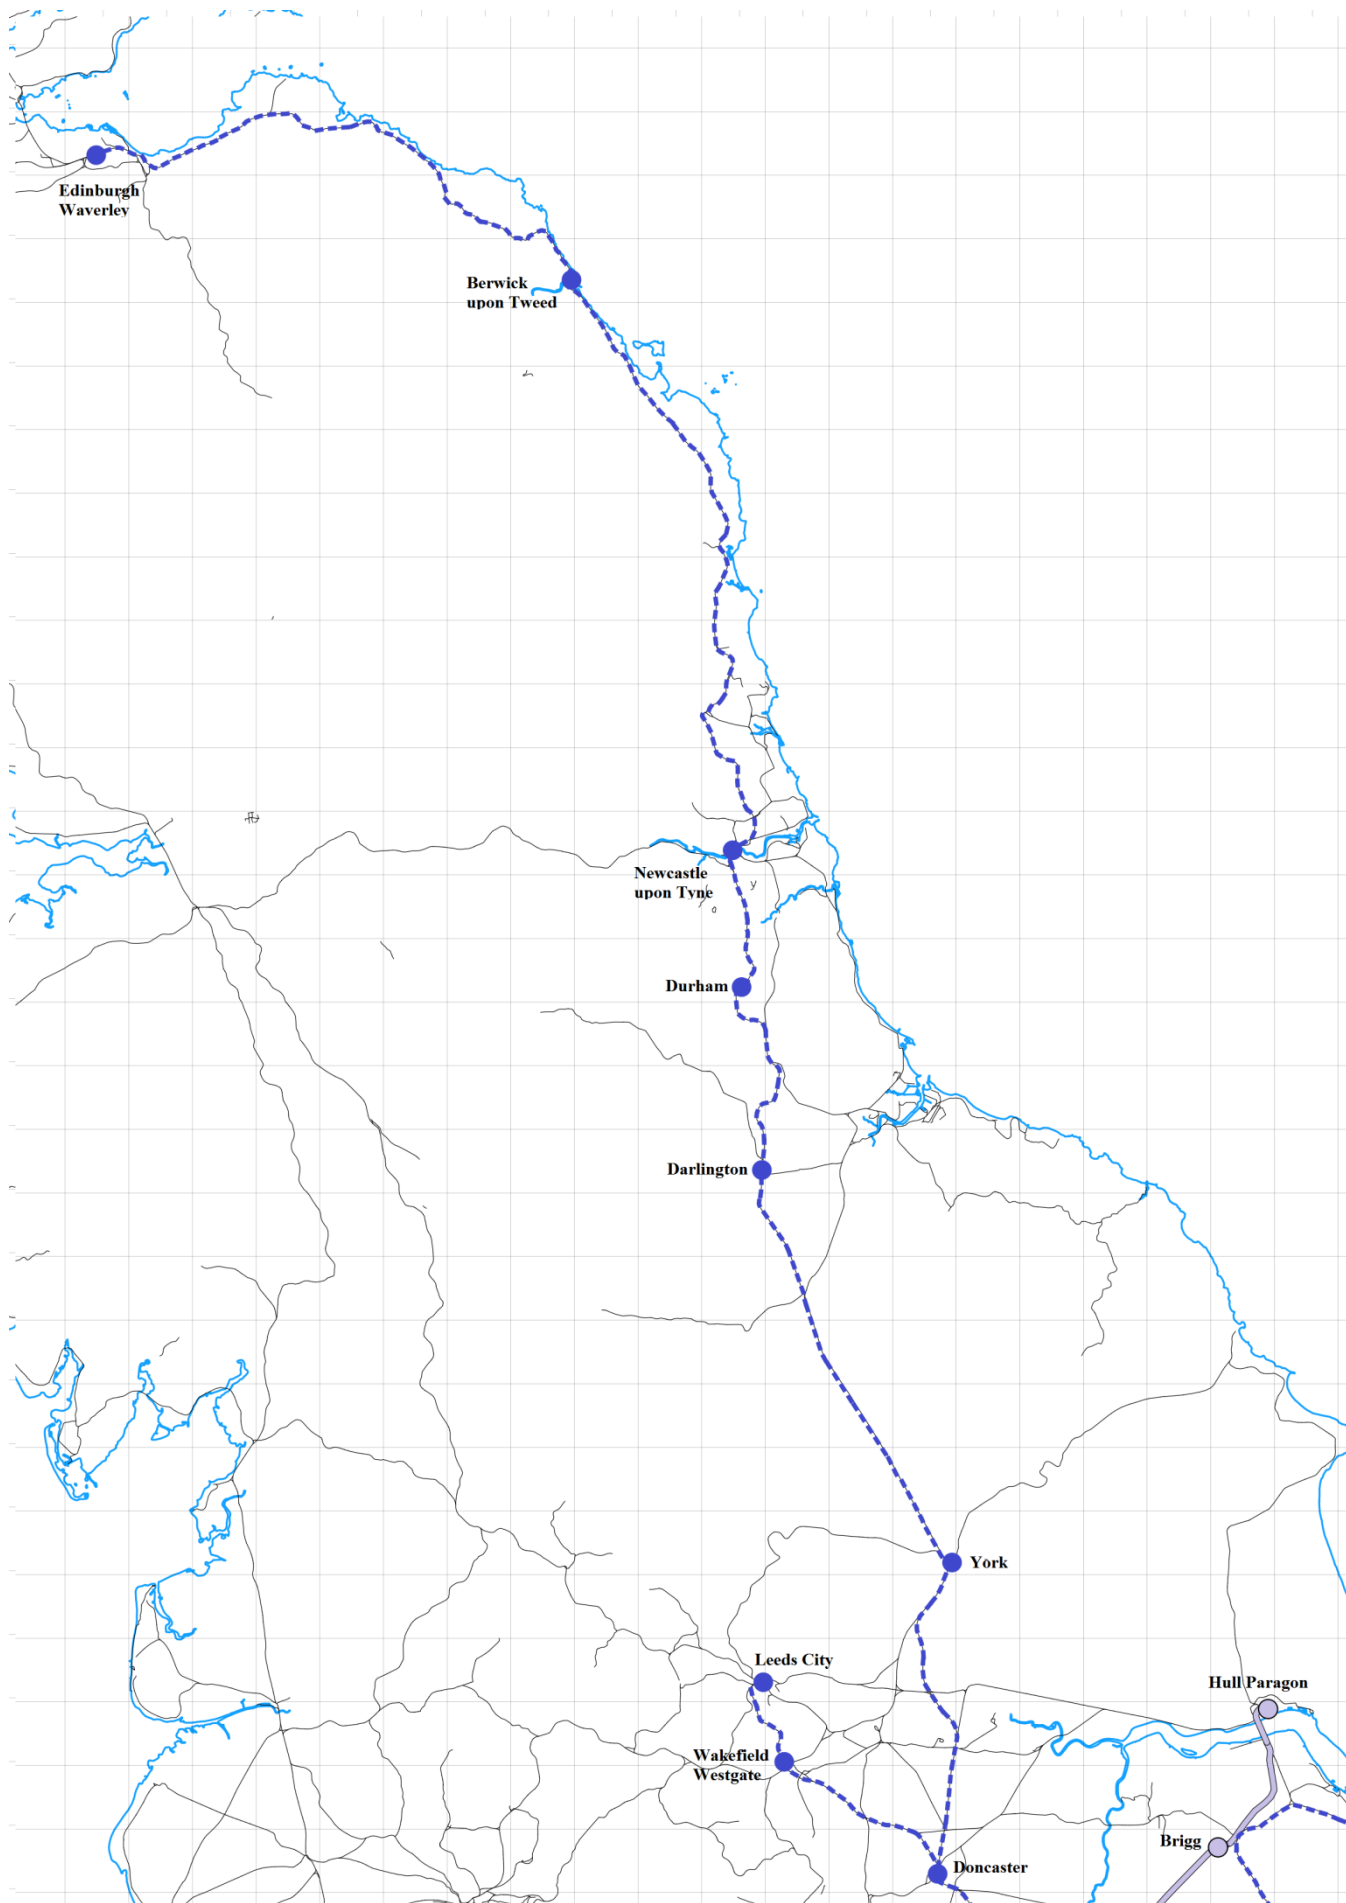 Edinburgh
Waverley
Berwick
upon Tweed
Newcastle
upon Tyne
Durham
Darlington
York
Leeds City
Hull Paragon
Wakefield
Westgate
Brigg
Doncaster